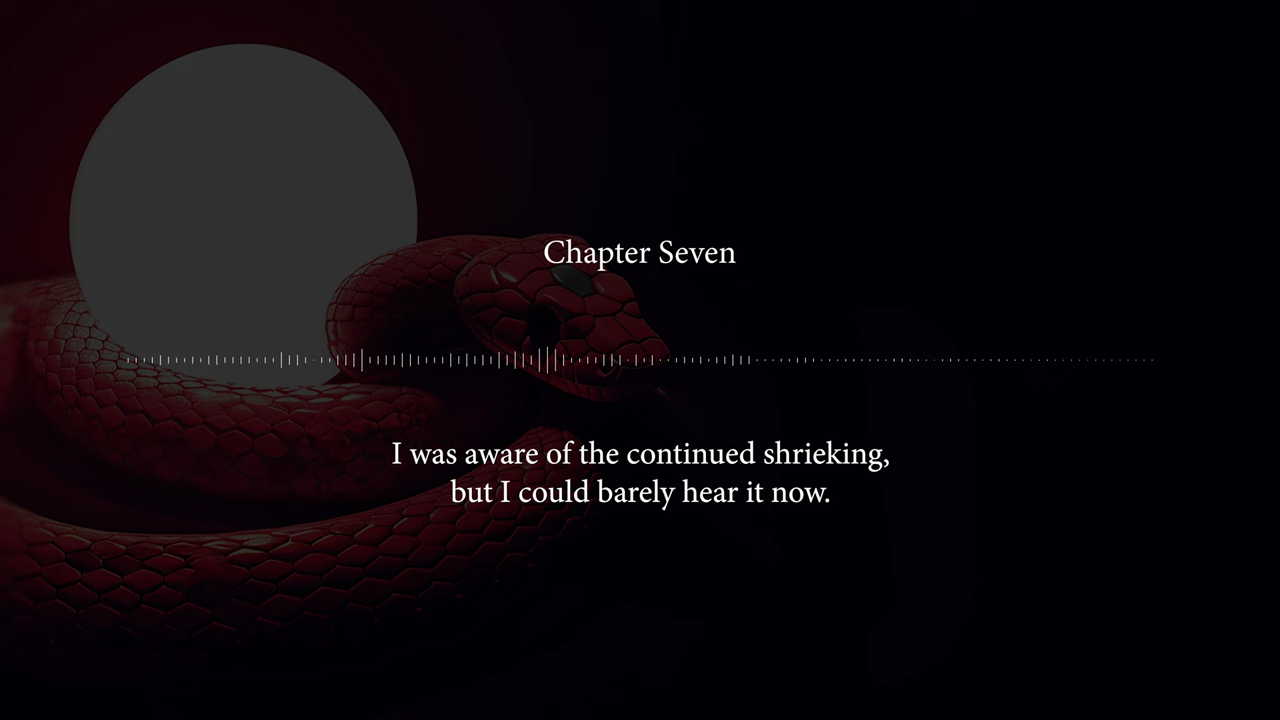 Chapter Seven
I was aware of the continued shrieking,
but I could barely hear it now.